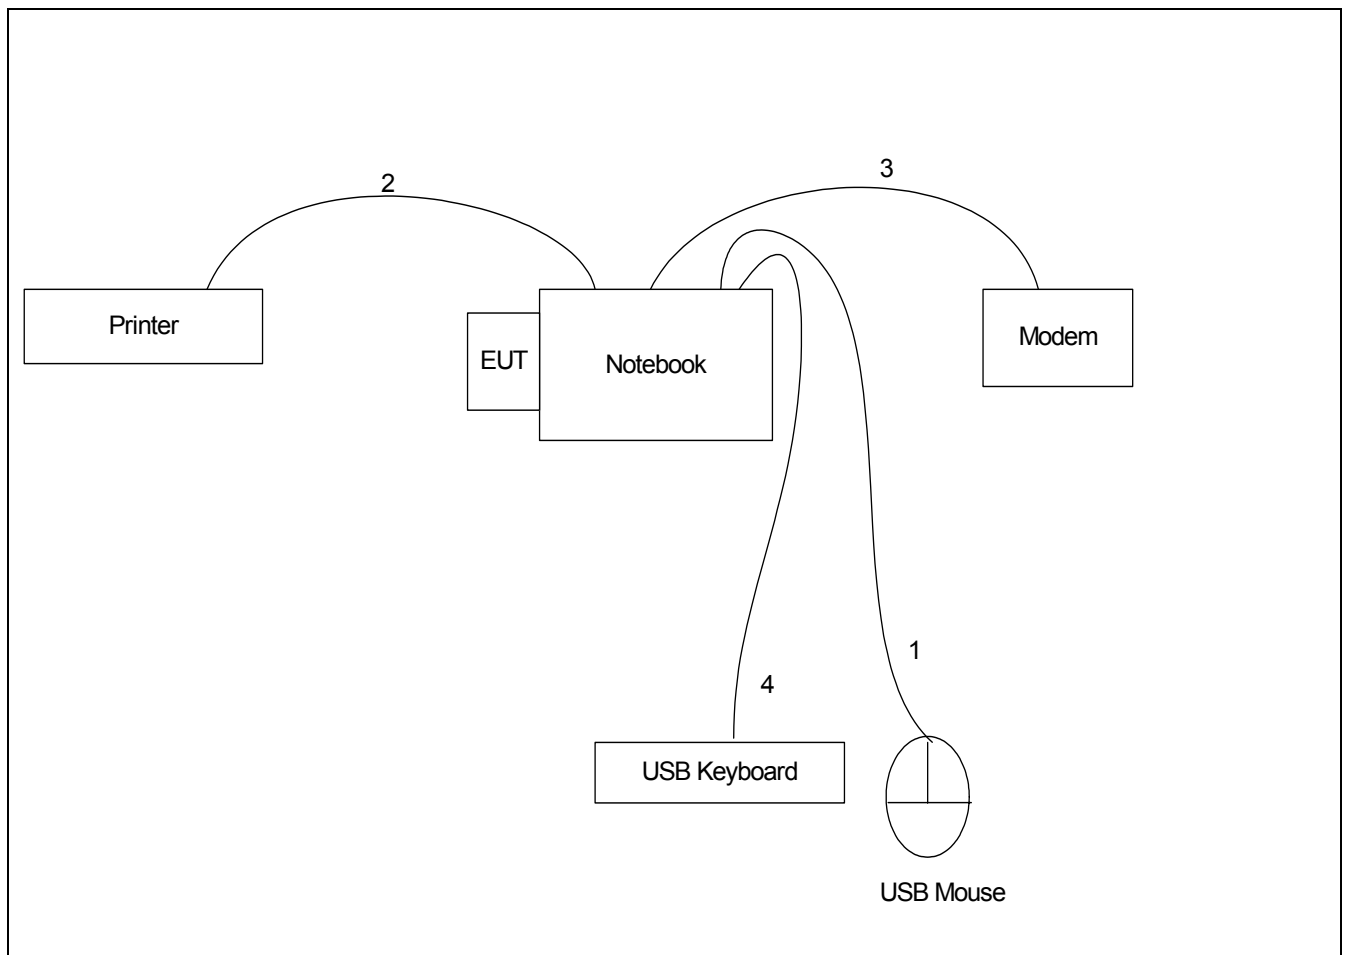 2
3
Printer
EUT
Notebook
Modem
1
4
USB Keyboard
USB Mouse